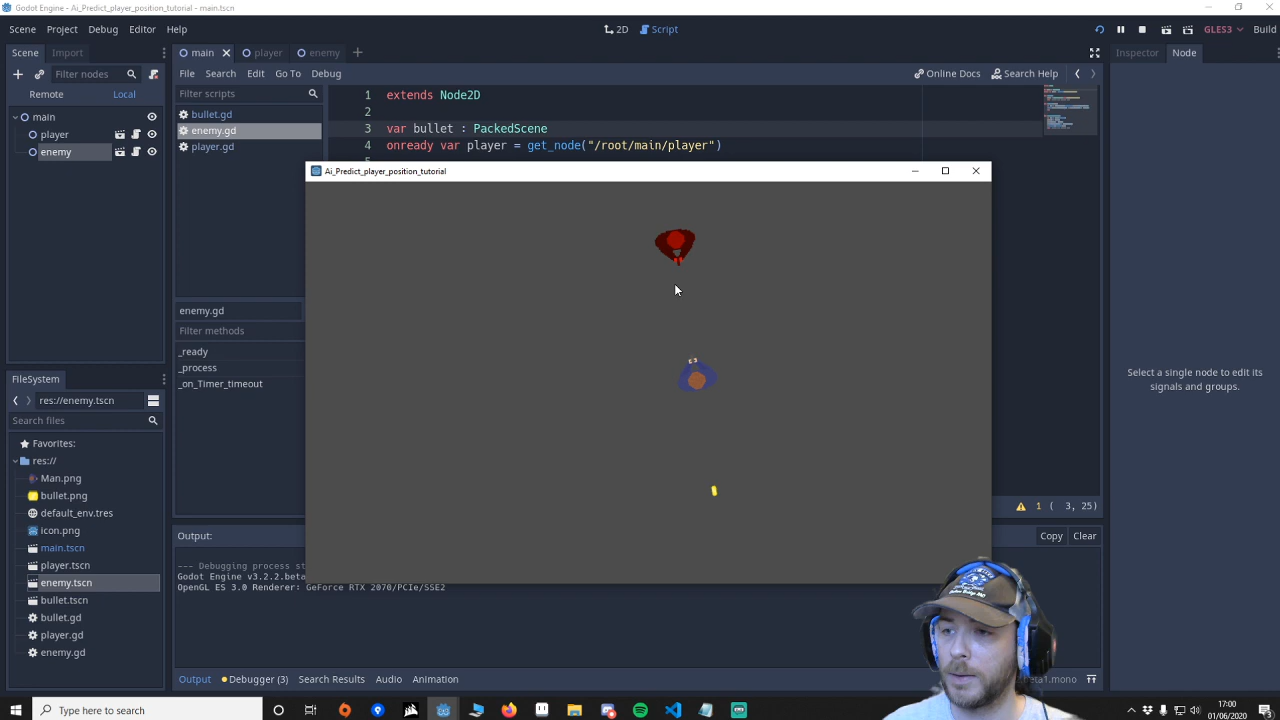 Godot Engine - Ai_Predict_player_position_tutorial - main.tscn
Scene Project Debug Editor Help
2D Script
GLES3 Build
Scene Import
main player enemy
Inspector Node
Filter nodes
File Search Edit Go To Debug
Online Docs Search Help
Remote Local
Filter scripts
1 extends Node2D
2
3 var bullet : PackedScene
4 onready var player = get_node("/root/main/player")
main
player
enemy
bullet.gd
enemy.gd
player.gd
Ai_Predict_player_position_tutorial
enemy.gd
Filter methods
_ready
_process
_on_Timer_timeout
Select a single node to edit its
signals and groups.
FileSystem
res://enemy.tscn
Search files
Favorites:
res://
Man.png
bullet.png
default_env.tres
icon.png
main.tscn
player.tscn
enemy.tscn
bullet.tscn
bullet.gd
player.gd
enemy.gd
1 ( 3, 25)
Output:
Copy Clear
--- Debugging process st
Godot Engine v3.2.2.beta
OpenGL ES 3.0 Renderer: GeForce RTX 2070/PCIe/SSE2
Output Debugger (3) Search Results Audio Animation
beta1.mono
Type here to search
17:00
01/06/2020